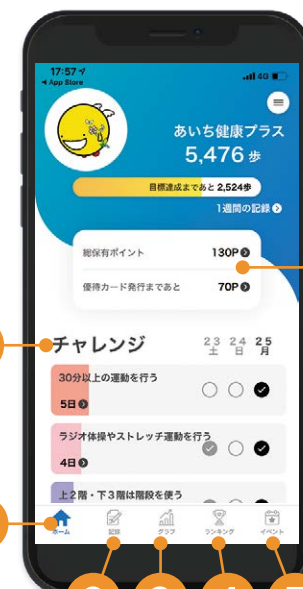 17:57
4G
◀ App Store
あいち健康プラス
5,476 歩
目標達成まであと 2,524歩
1週間の記録
総保有ポイント 130P
優待カード発行まであと 70P
チャレンジ
23 24 25
土 日 月
30分以上の運動を行う
5日
ラジオ体操やストレッチ運動を行う
4日
上2階・下3階は階段を使う
ホーム 記録 グラフ ランキング イベント